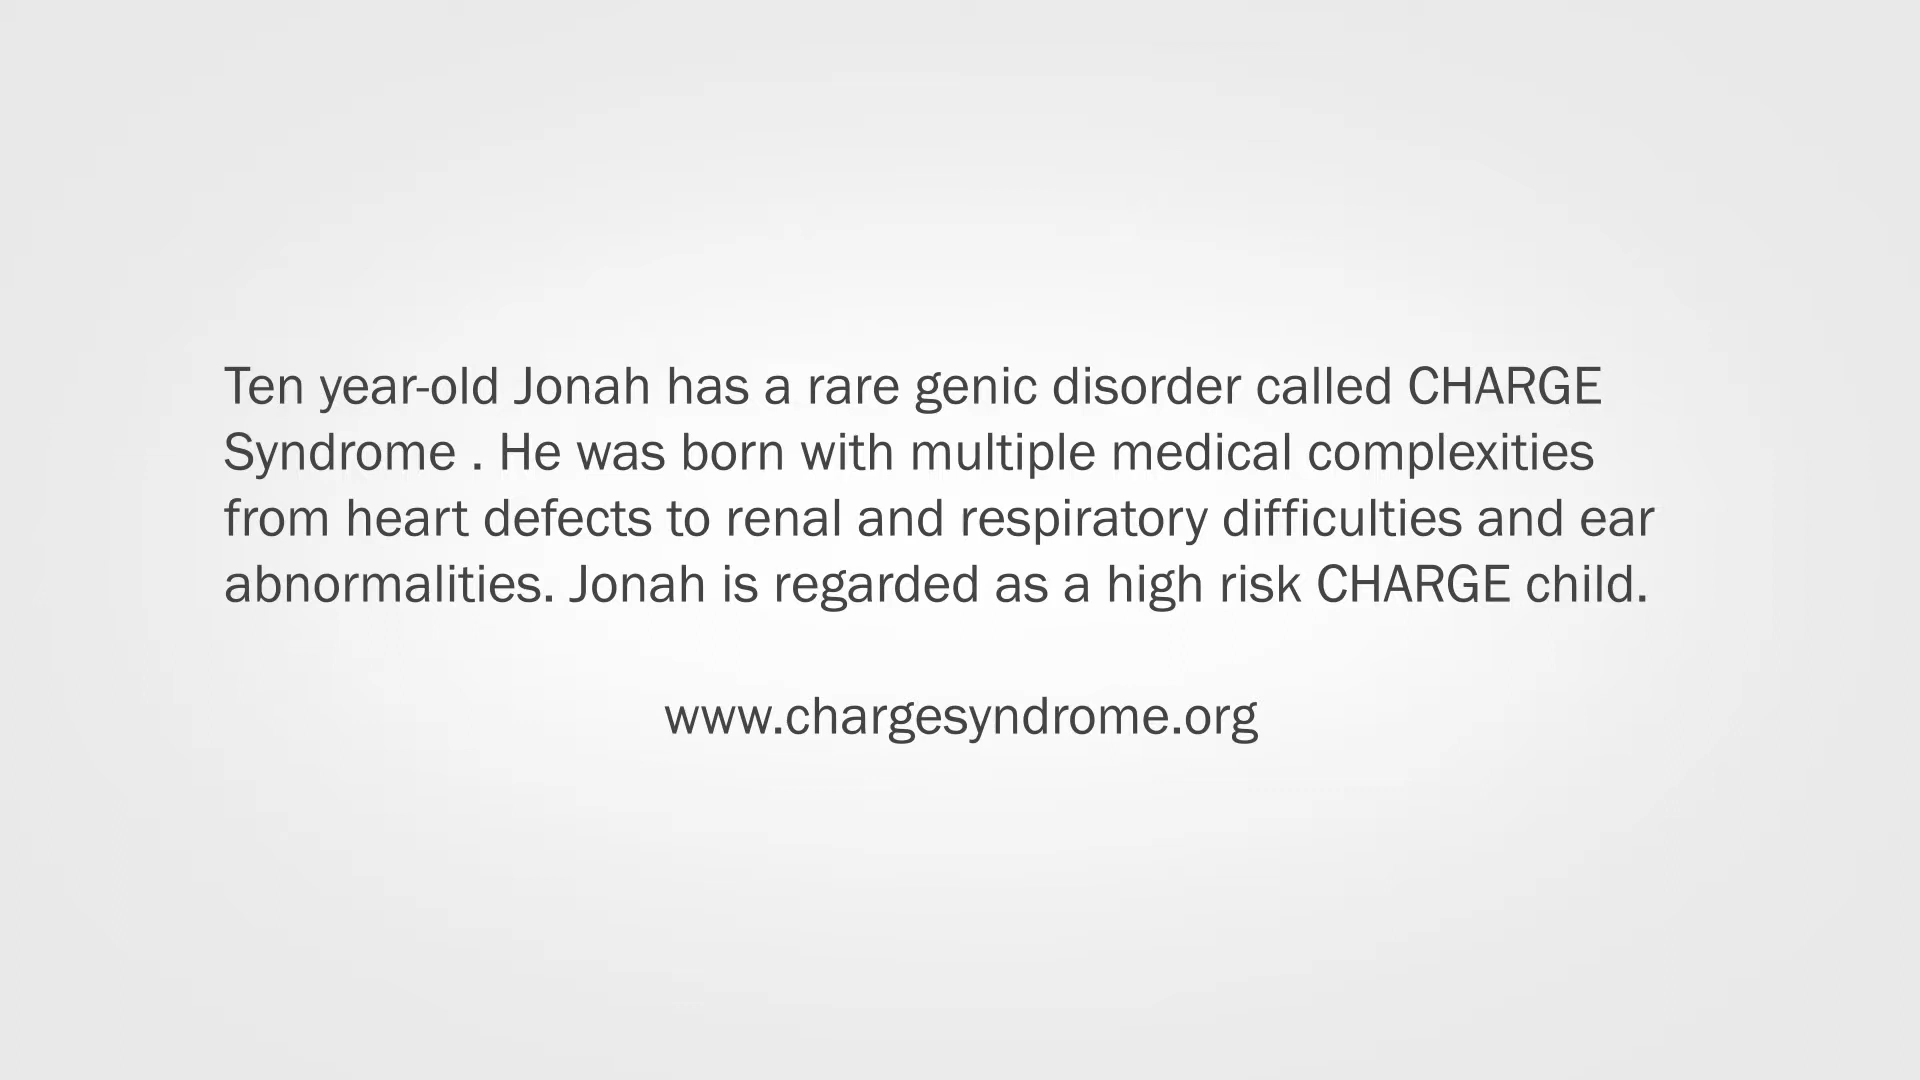 Ten year-old Jonah has a rare genic disorder called CHARGE
Syndrome . He was born with multiple medical complexities
from heart defects to renal and respiratory difficulties and ear
abnormalities. Jonah is regarded as a high risk CHARGE child.
www.chargesyndrome.org